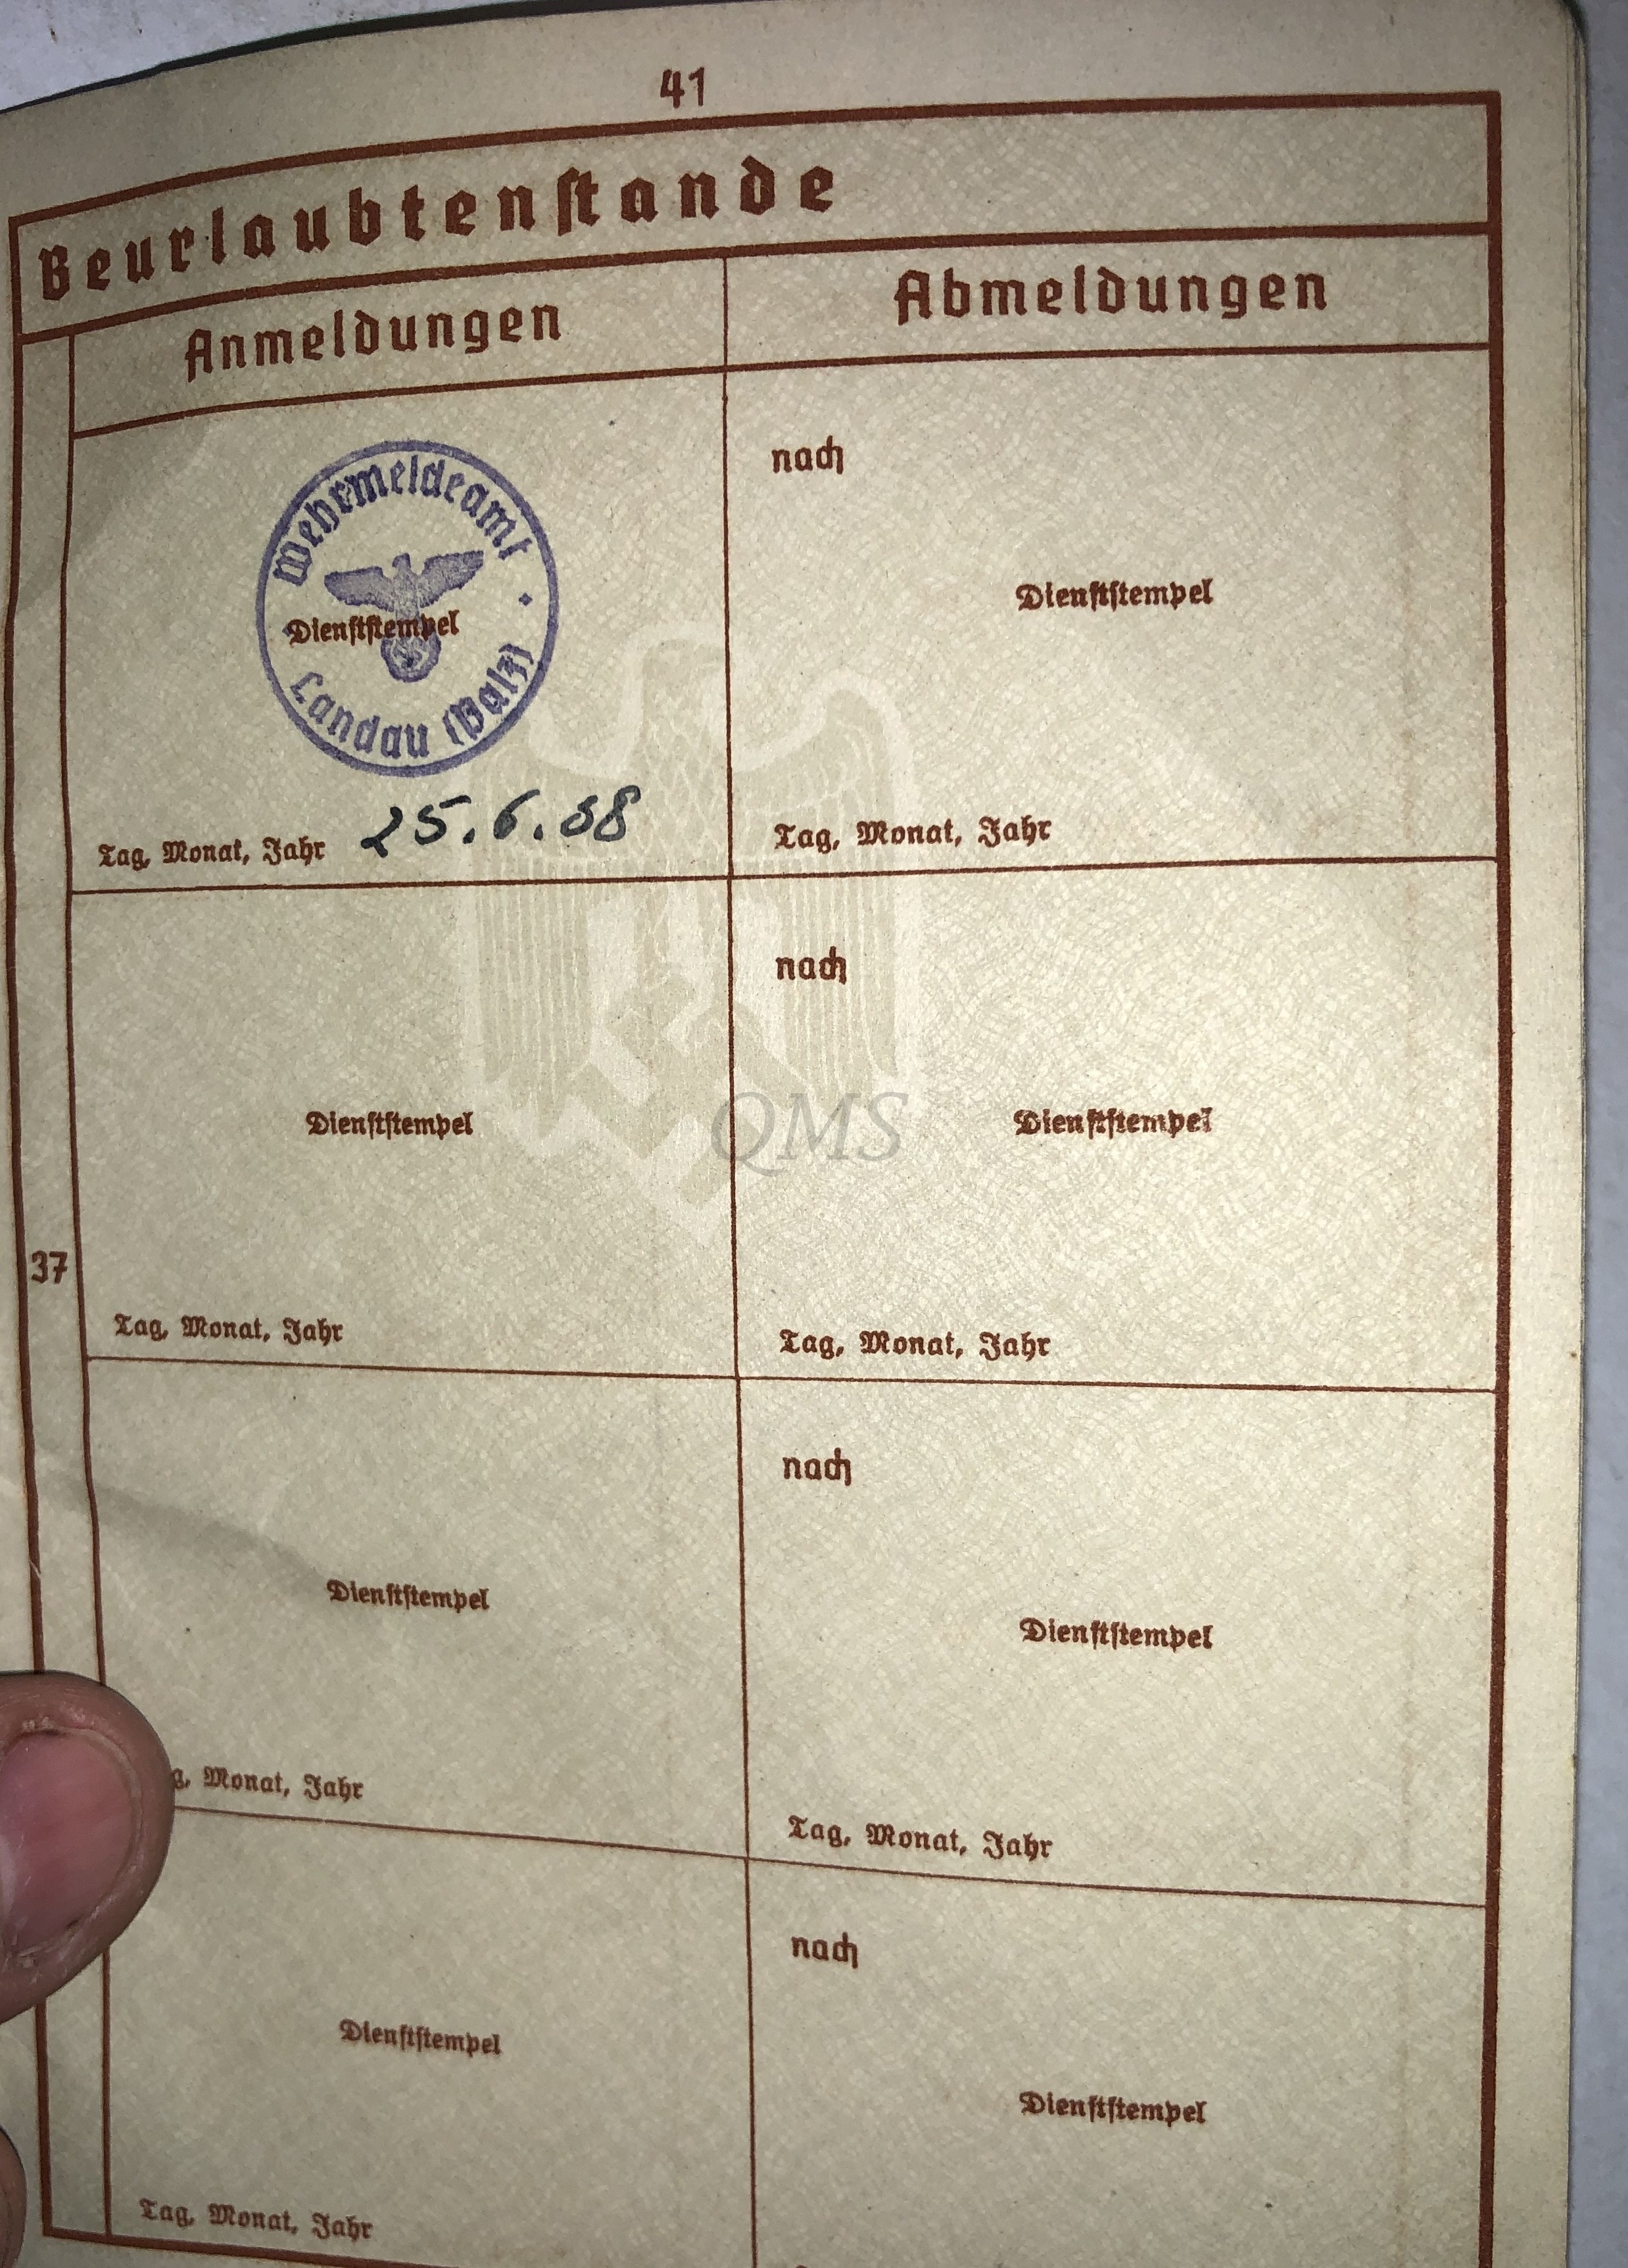 41
Beurlaubtenstande
Anmeldungen
Abmeldungen
Wehrmeldeamt
Dienststempel
Landau (Pfalz)
Tag, Monat, Jahr 25.6.38
nach
Dienststempel
Tag, Monat, Jahr
37
Dienststempel
Tag, Monat, Jahr
nach
Dienststempel
Tag, Monat, Jahr
QMS
Dienststempel
g, Monat, Jahr
nach
Dienststempel
Tag, Monat, Jahr
Dienststempel
Tag, Monat, Jahr
nach
Dienststempel